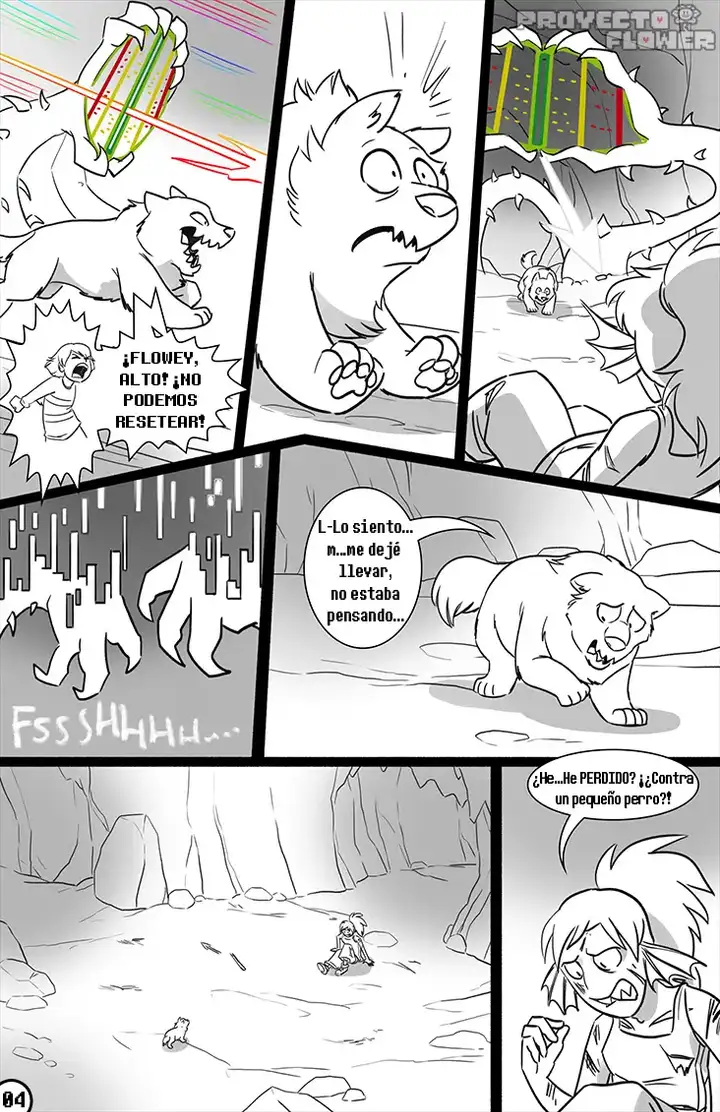 PROYECTO
FLOWER
¡FLOWEY,
ALTO! ¡NO
PODEMOS
RESETEAR!
L-Lo siento...
m...me dejé
llevar,
no estaba
pensando...
FSSSHHHH....
¿He...He PERDIDO? ¡¿Contra
un pequeño perro?!
04